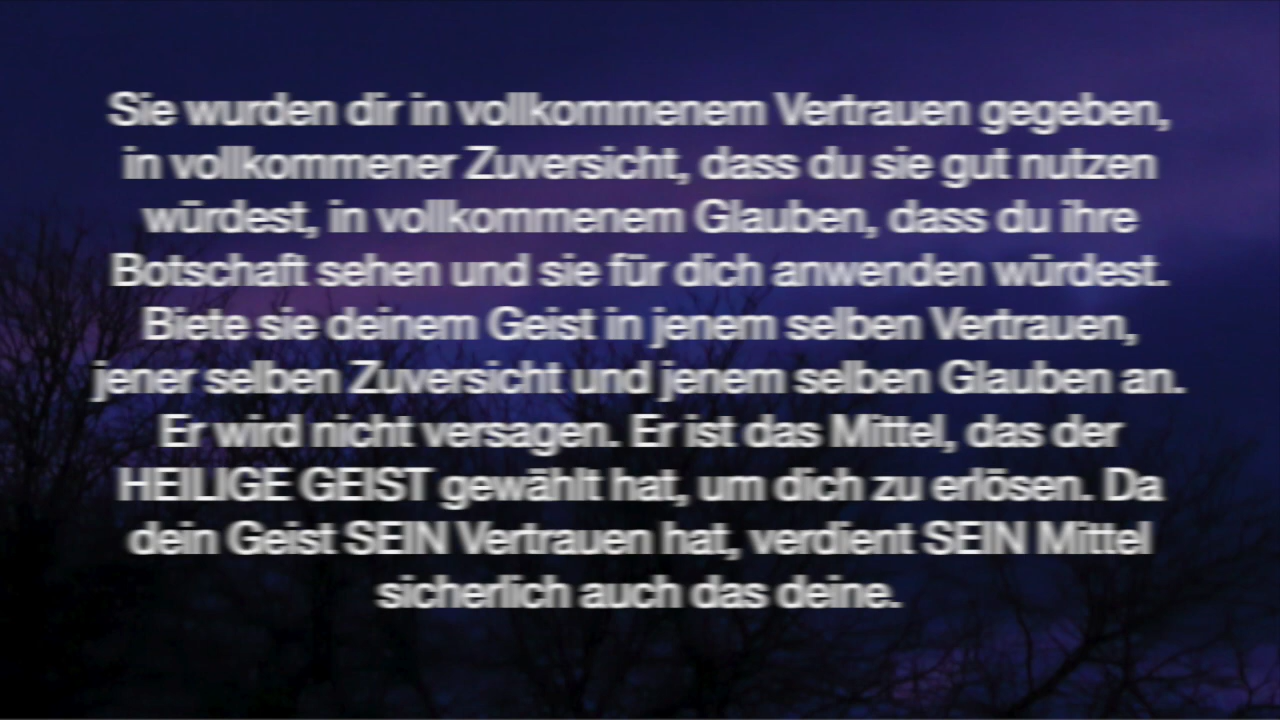 Sie wurden dir in vollkommenem Vertrauen gegeben,
in vollkommener Zuversicht, dass du sie gut nutzen
würdest, in vollkommenem Glauben, dass du ihre
Botschaft sehen und sie für dich anwenden würdest.
Biete sie deinem Geist in jenem selben Vertrauen,
jener selben Zuversicht und jenem selben Glauben an.
Er wird nicht versagen. Er ist das Mittel, das der
HEILIGE GEIST gewählt hat, um dich zu erlösen. Da
dein Geist SEIN Vertrauen hat, verdient SEIN Mittel
sicherlich auch das deine.